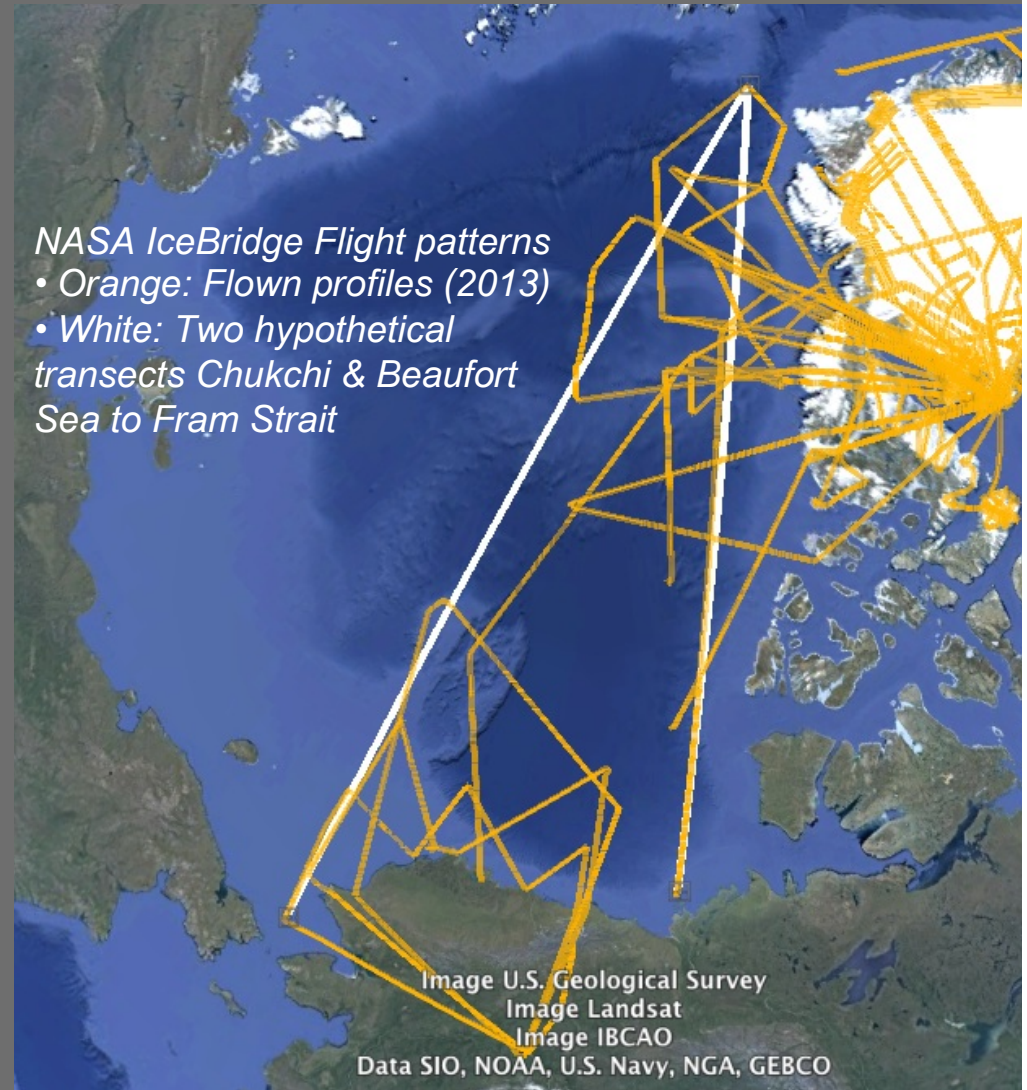 NASA IceBridge Flight patterns
• Orange: Flown profiles (2013)
• White: Two hypothetical
transects Chukchi & Beaufort
Sea to Fram Strait
Image U.S. Geological Survey
Image Landsat
Image IBCAO
Data SIO, NOAA, U.S. Navy, NGA, GEBCO